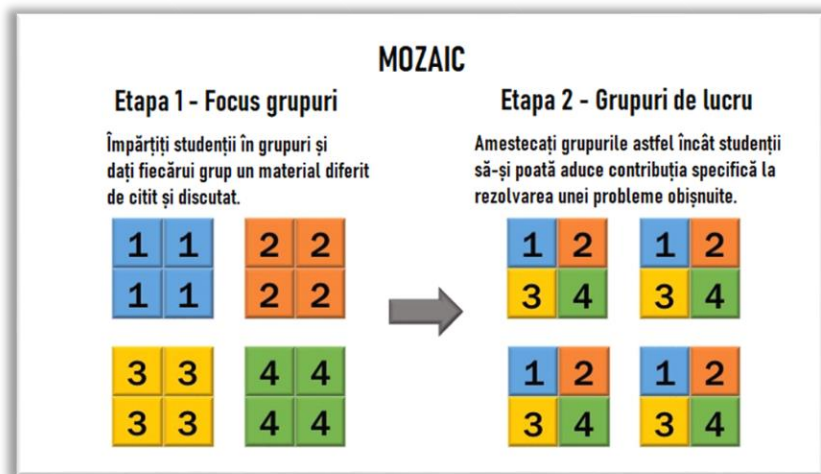 MOZAIC
Etapa 1 - Focus grupuri
Împărțiți studenții în grupuri și
dați fiecărui grup un material diferit
de citit și discutat.
1 1
1 1
2 2
2 2
3 3
3 3
4 4
4 4
Etapa 2 - Grupuri de lucru
Amestecați grupurile astfel încât studenții
să-și poată aduce contribuția specifică la
rezolvarea unei probleme obișnuite.
1 2
3 4
1 2
3 4
1 2
3 4
1 2
3 4